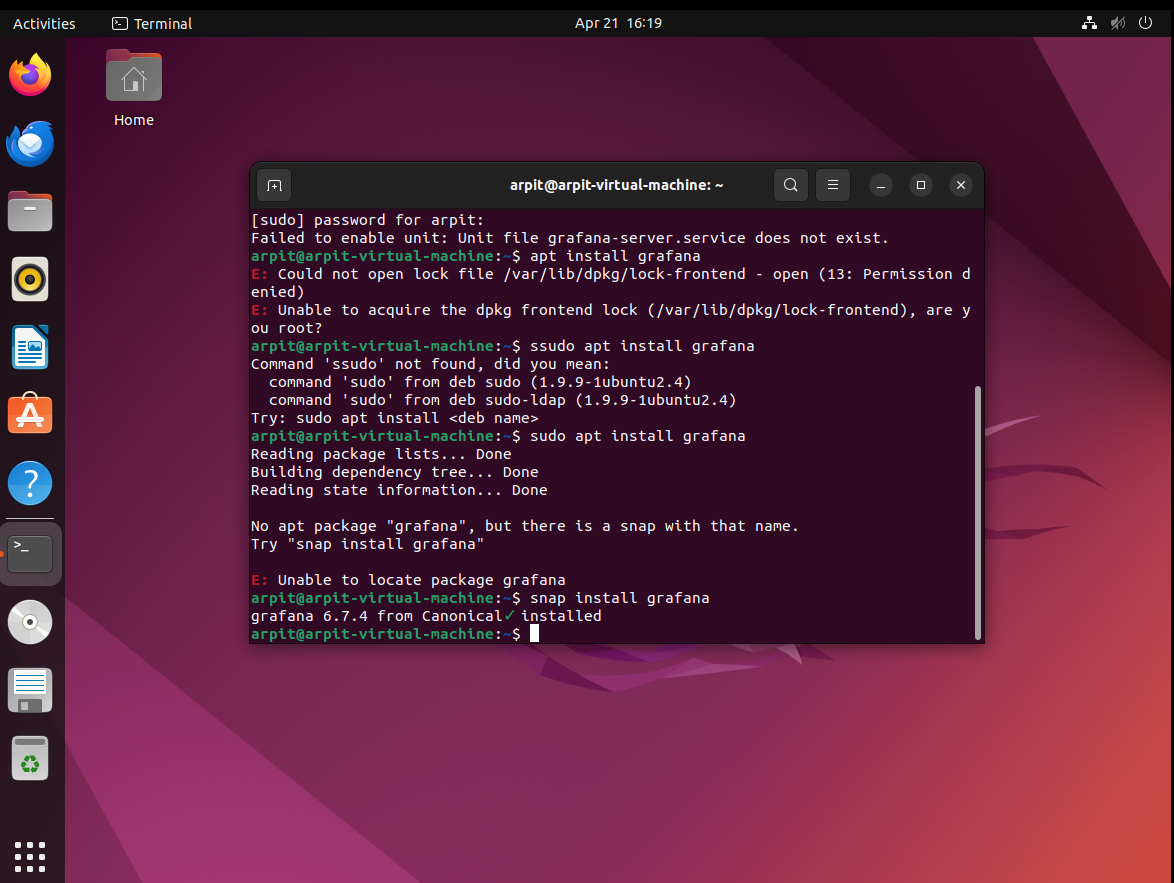 Activities
Terminal
Apr 21 16:19
Home
arpit@arpit-virtual-machine: ~
[sudo] password for arpit:
Failed to enable unit: Unit file grafana-server.service does not exist.
arpit@arpit-virtual-machine:~$ apt install grafana
E: Could not open lock file /var/lib/dpkg/lock-frontend - open (13: Permission d
enied)
E: Unable to acquire the dpkg frontend lock (/var/lib/dpkg/lock-frontend), are y
ou root?
arpit@arpit-virtual-machine:~$ ssudo apt install grafana
Command 'ssudo' not found, did you mean:
  command 'sudo' from deb sudo (1.9.9-1ubuntu2.4)
  command 'sudo' from deb sudo-ldap (1.9.9-1ubuntu2.4)
Try: sudo apt install <deb name>
arpit@arpit-virtual-machine:~$ sudo apt install grafana
Reading package lists... Done
Building dependency tree... Done
Reading state information... Done
No apt package "grafana", but there is a snap with that name.
Try "snap install grafana"
E: Unable to locate package grafana
arpit@arpit-virtual-machine:~$ snap install grafana
grafana 6.7.4 from Canonical✓ installed
arpit@arpit-virtual-machine:~$